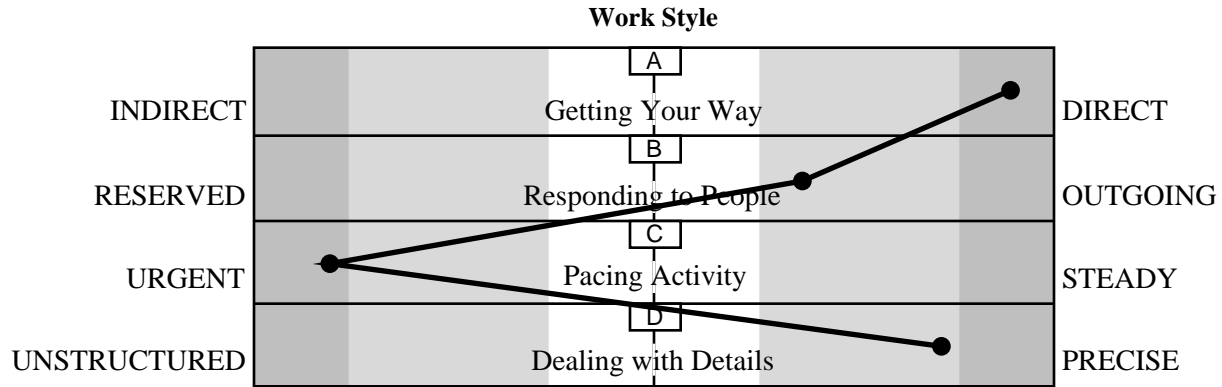 Work Style
A
INDIRECT Getting Your Way DIRECT
B
RESERVED Responding to People OUTGOING
C
URGENT Pacing Activity STEADY
D
UNSTRUCTURED Dealing with Details PRECISE